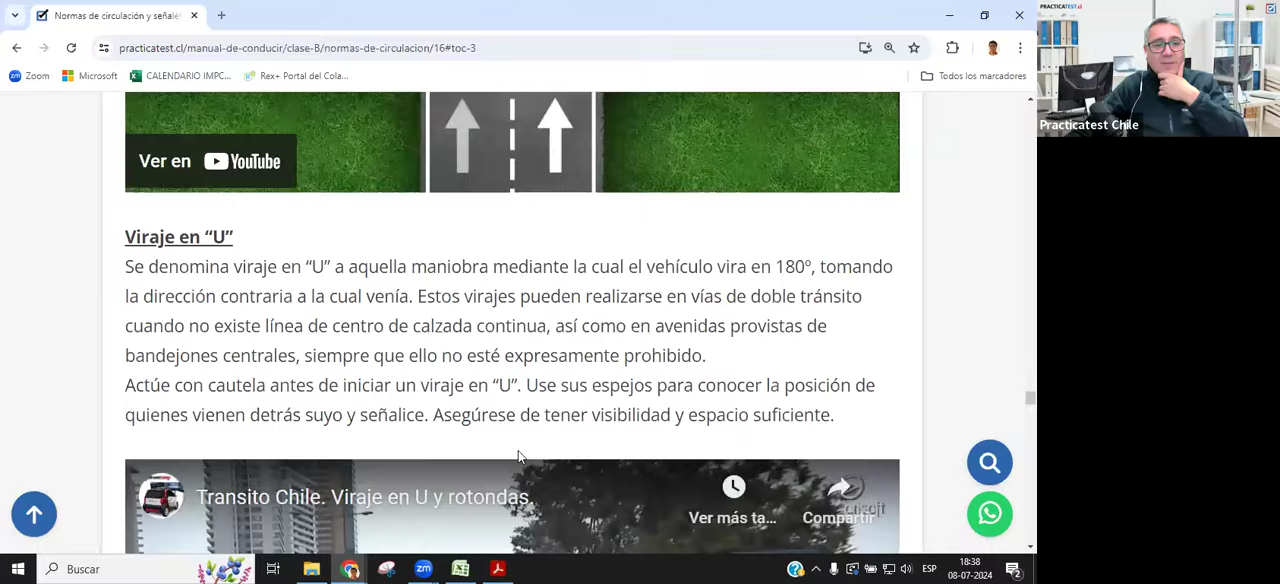 Normas de circulación y señalét
practicatest.cl/manual-de-conducir/clase-B/normas-de-circulacion/16#toc-3
Zoom
Microsoft
CALENDARIO IMPC...
Rex+ Portal del Cola...
Todos los marcadores
PRACTICATEST.cl
Practicatest Chile
Ver en YouTube
Viraje en “U”
Se denomina viraje en “U” a aquella maniobra mediante la cual el vehículo vira en 180º, tomando
la dirección contraria a la cual venía. Estos virajes pueden realizarse en vías de doble tránsito
cuando no existe línea de centro de calzada continua, así como en avenidas provistas de
bandejones centrales, siempre que ello no esté expresamente prohibido.
Actúe con cautela antes de iniciar un viraje en “U”. Use sus espejos para conocer la posición de
quienes vienen detrás suyo y señalice. Asegúrese de tener visibilidad y espacio suficiente.
Transito Chile. Viraje en U y rotondas.
Ver más ta...
Compartir
Buscar
zm
ESP
18:38
08-07-2024
2